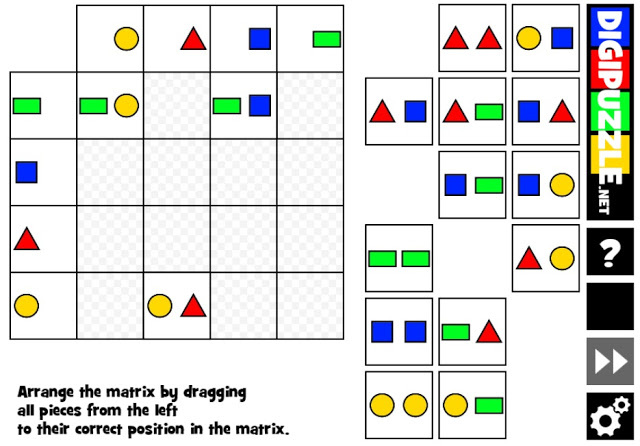 DIGIPUZZLE.NET
?
Arrange the matrix by dragging
all pieces from the left
to their correct position in the matrix.